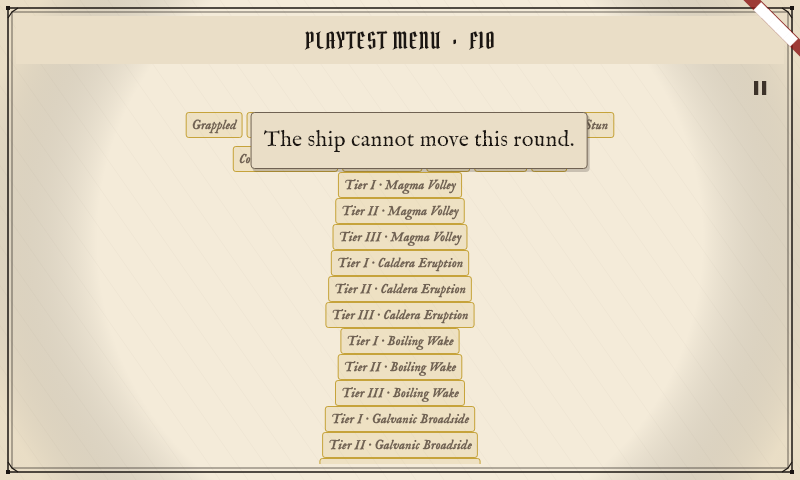 PLAYTEST MENU · F10
Grappled
Stun
The ship cannot move this round.
Tier I · Magma Volley
Tier II · Magma Volley
Tier III · Magma Volley
Tier I · Caldera Eruption
Tier II · Caldera Eruption
Tier III · Caldera Eruption
Tier I · Boiling Wake
Tier II · Boiling Wake
Tier III · Boiling Wake
Tier I · Galvanic Broadside
Tier II · Galvanic Broadside